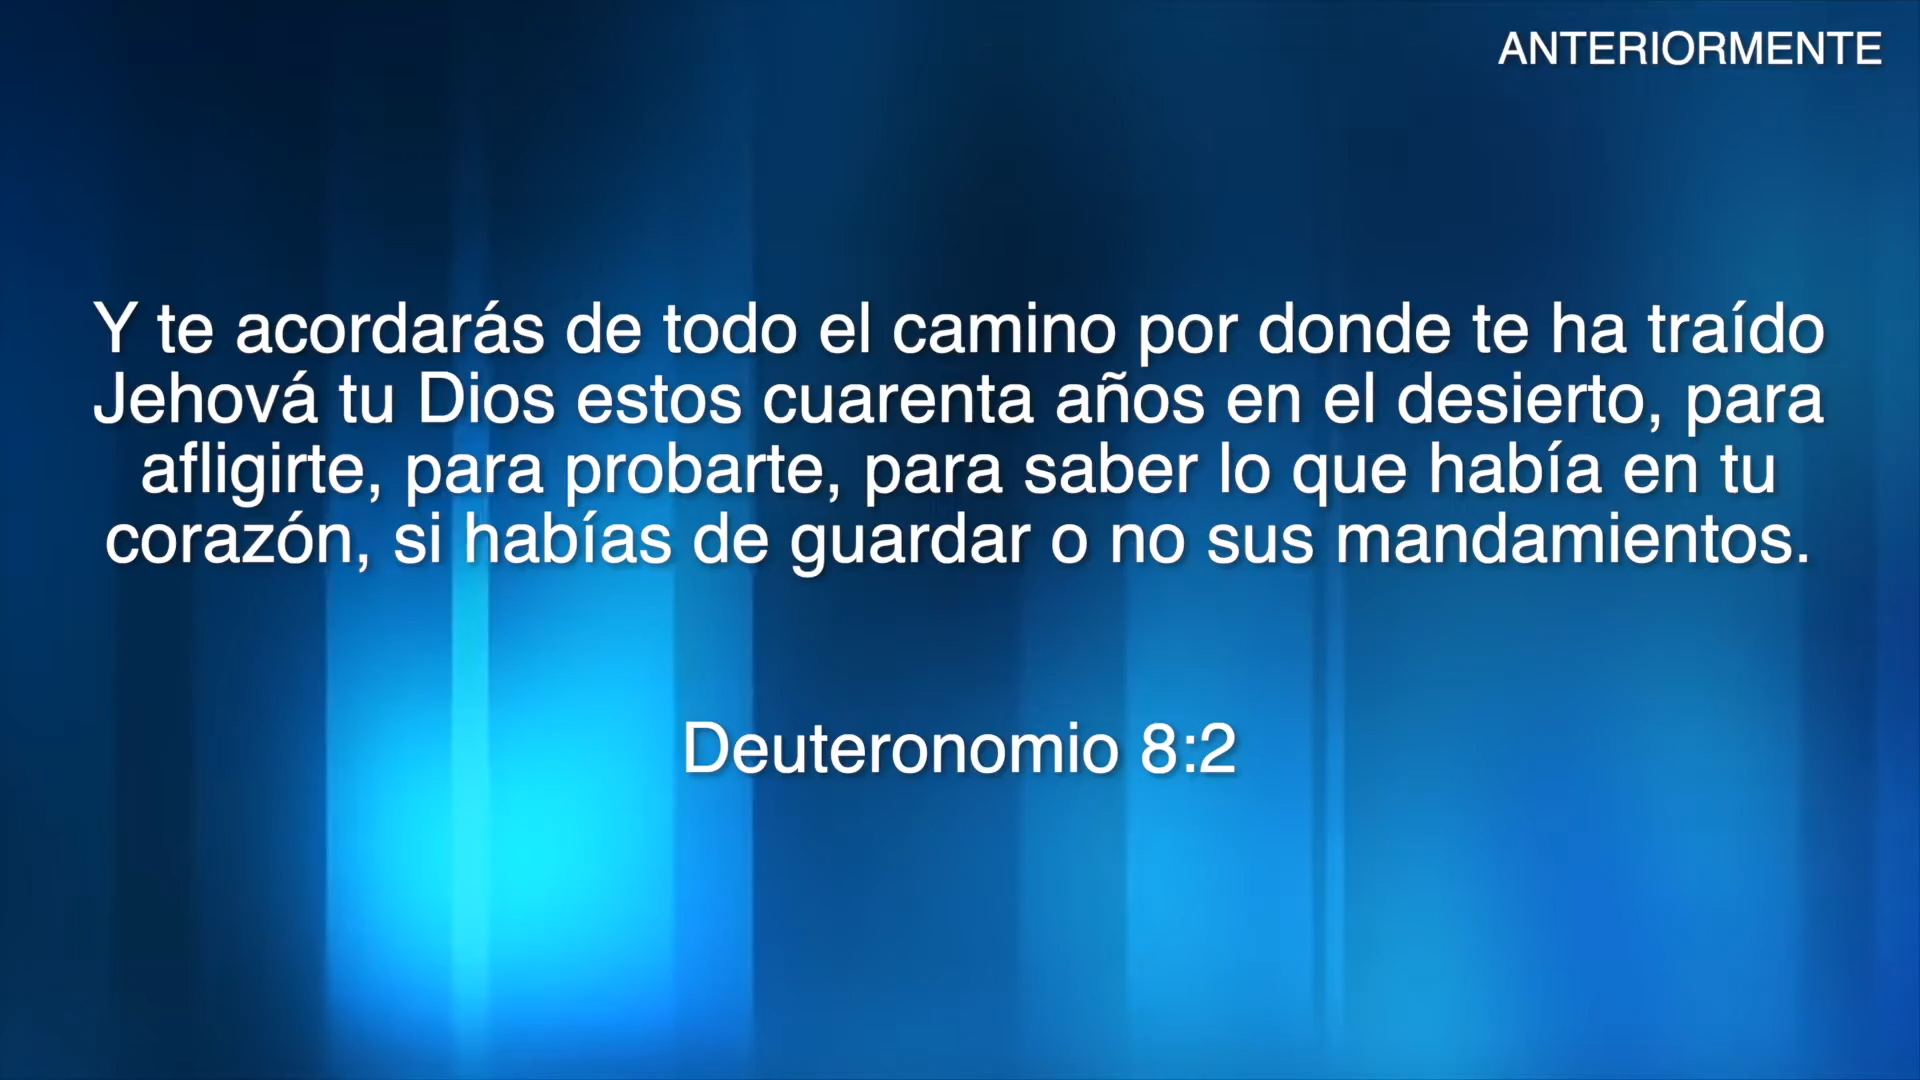 ANTERIORMENTE
Y te acordarás de todo el camino por donde te ha traído
Jehová tu Dios estos cuarenta años en el desierto, para
afligirte, para probarte, para saber lo que había en tu
corazón, si habías de guardar o no sus mandamientos.
Deuteronomio 8:2